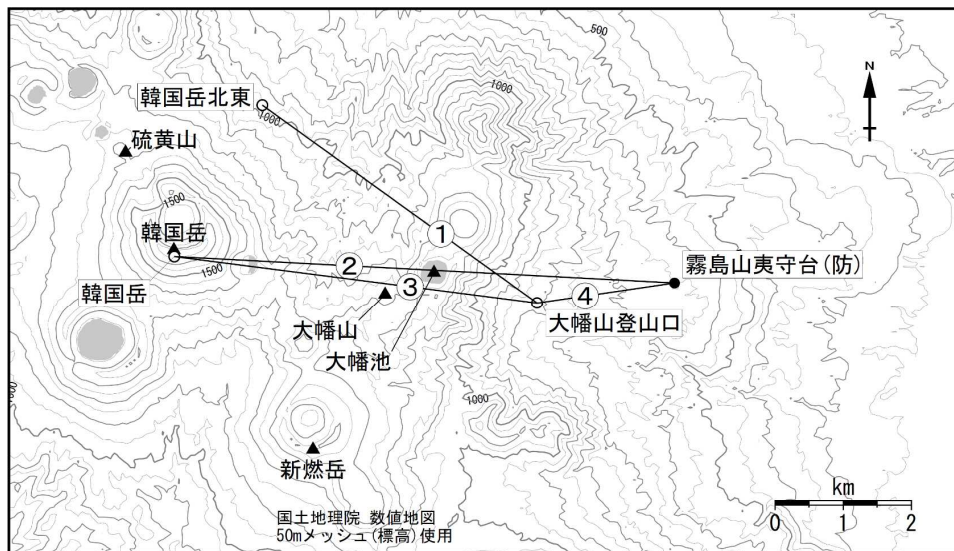 500
N
韓国岳北東
1000
1000
硫黄山
1500
韓国岳
①
霧島山夷守台(防)
②
1500
③
④
韓国岳
大幡山
大幡山登山口
大幡池
1000
新燃岳
km
0 1 2
国土地理院 数値地図
50mメッシュ(標高)使用